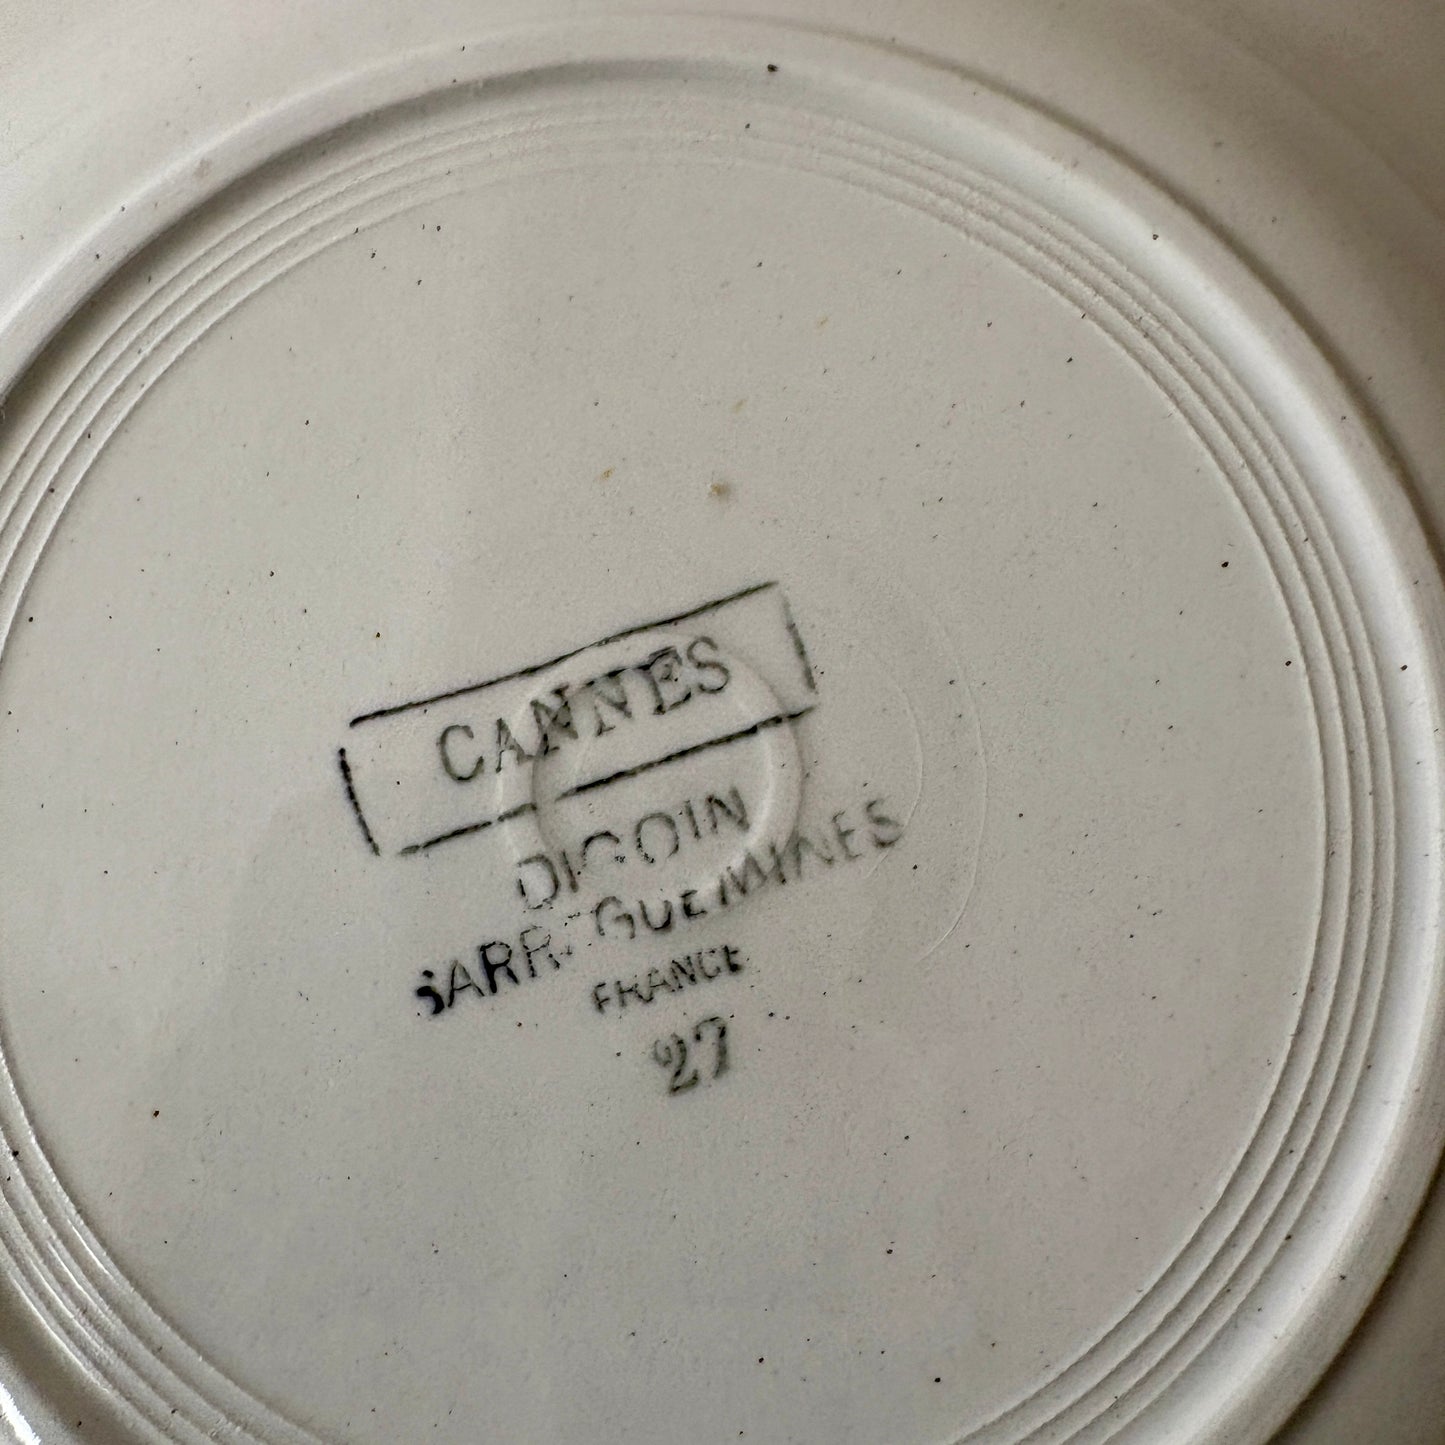 CANNES
DIGOIN
SARREGUEMINES
FRANCE
27